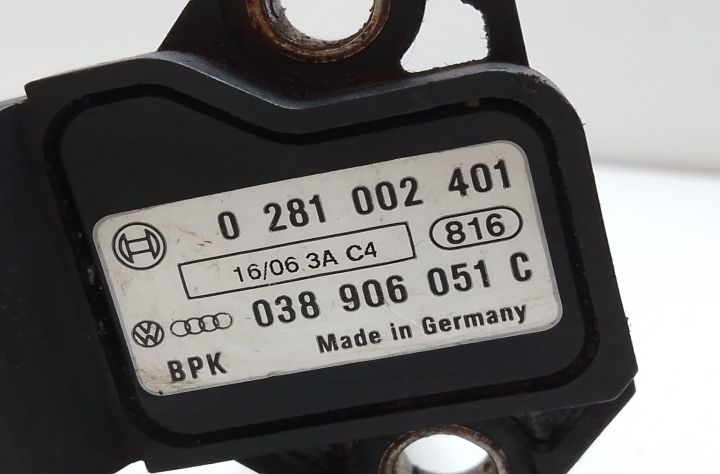 0 281 002 401
16/06 3A C4 816
038 906 051 C
BPK Made in Germany